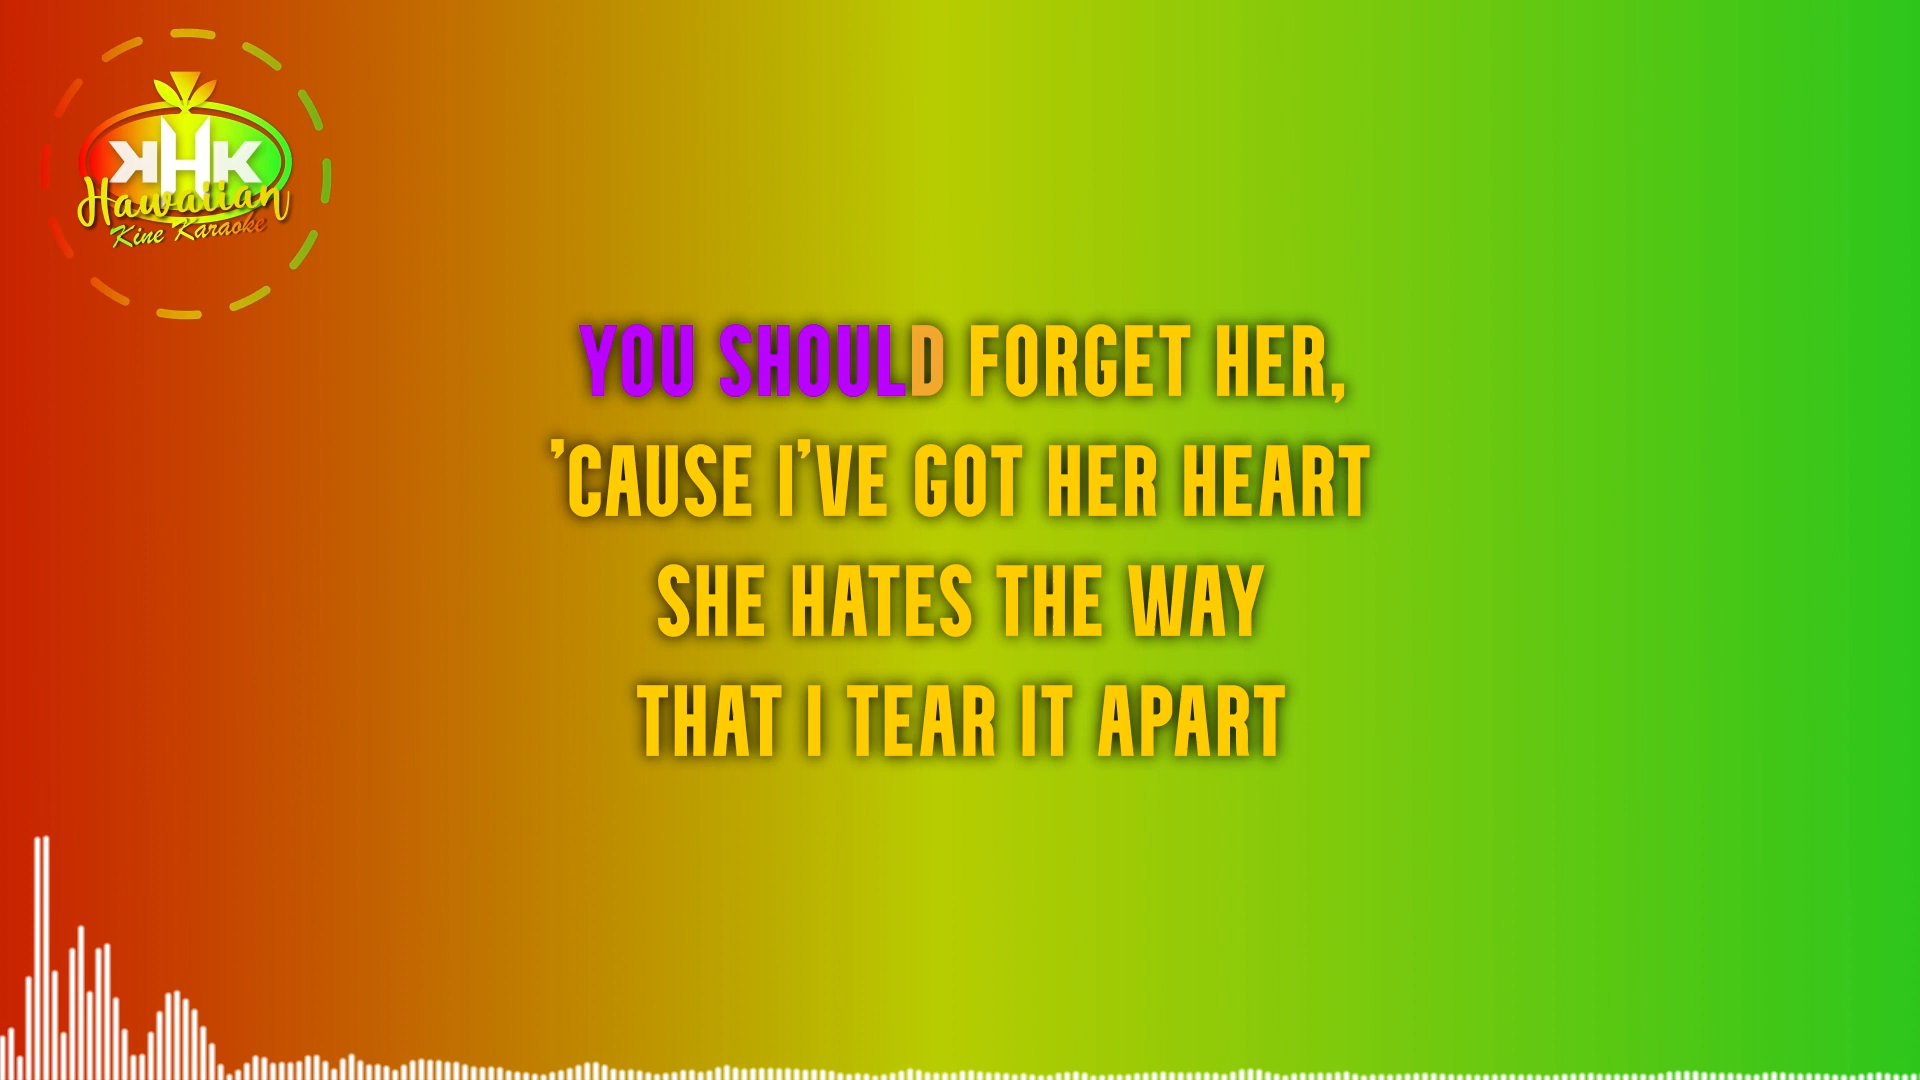 KHK
Hawaiian
Kine Karaoke
YOU SHOULD FORGET HER,
'CAUSE I'VE GOT HER HEART
SHE HATES THE WAY
THAT I TEAR IT APART